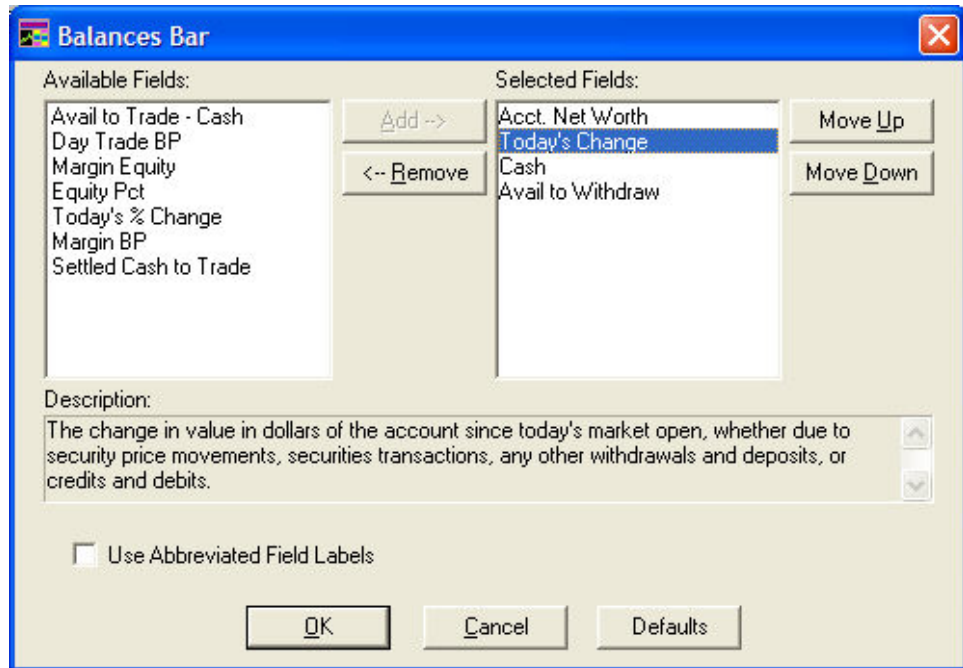 Balances Bar
Available Fields:
Avail to Trade - Cash
Day Trade BP
Margin Equity
Equity Pct
Today's % Change
Margin BP
Settled Cash to Trade
Add -->
<-- Remove
Selected Fields:
Acct. Net Worth
Today's Change
Cash
Avail to Withdraw
Move Up
Move Down
Description:
The change in value in dollars of the account since today's market open, whether due to
security price movements, securities transactions, any other withdrawals and deposits, or
credits and debits.
Use Abbreviated Field Labels
OK
Cancel
Defaults